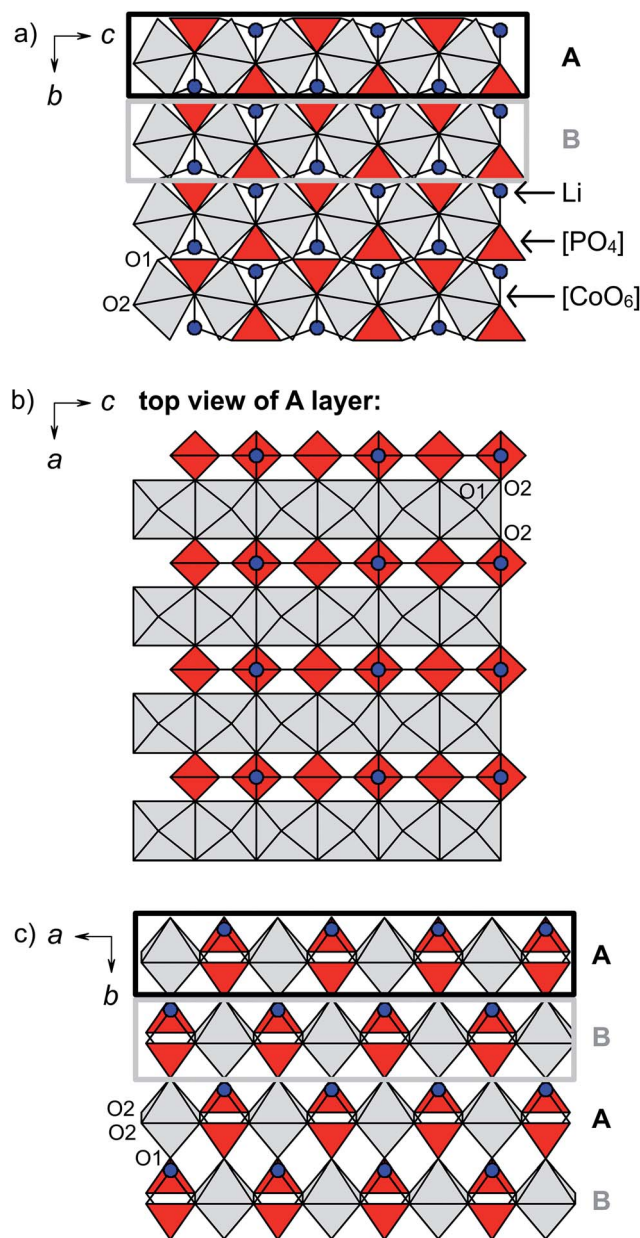 a) c
b
A
B
Li
[PO₄]
[CoO₆]
O1
O2
b) c top view of A layer:
a
O1 O2
O2
c) a
b
A
B
A
B
O2
O2
O1